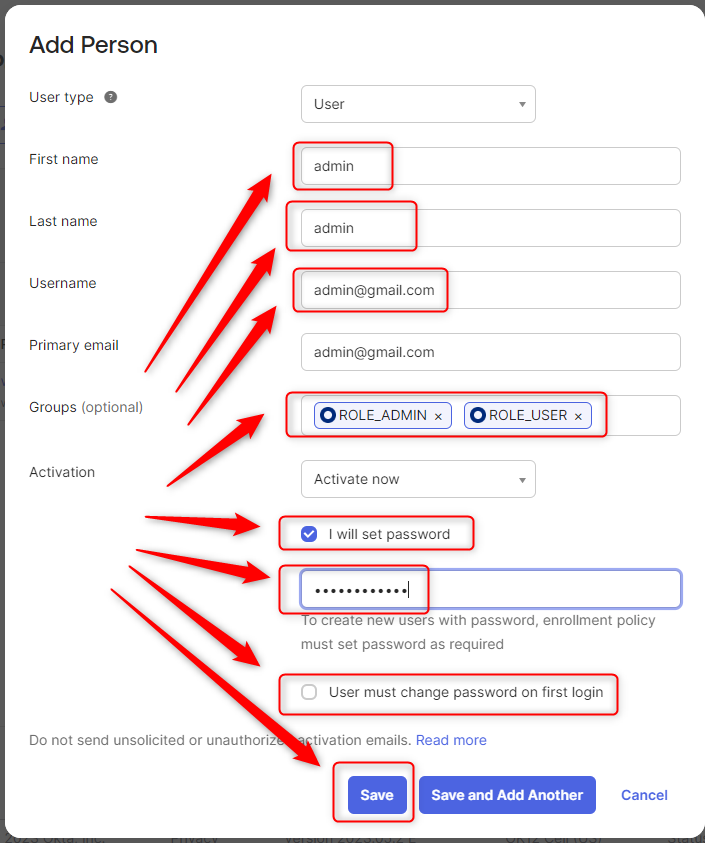 Add Person
User type ?
User
First name
admin
Last name
admin
Username
admin@gmail.com
Primary email
admin@gmail.com
Groups (optional)
ROLE_ADMIN × ROLE_USER ×
Activation
Activate now
I will set password
••••••••••••
To create new users with password, enrollment policy
must set password as required
User must change password on first login
Do not send unsolicited or unauthorized activation emails. Read more
Save Save and Add Another Cancel